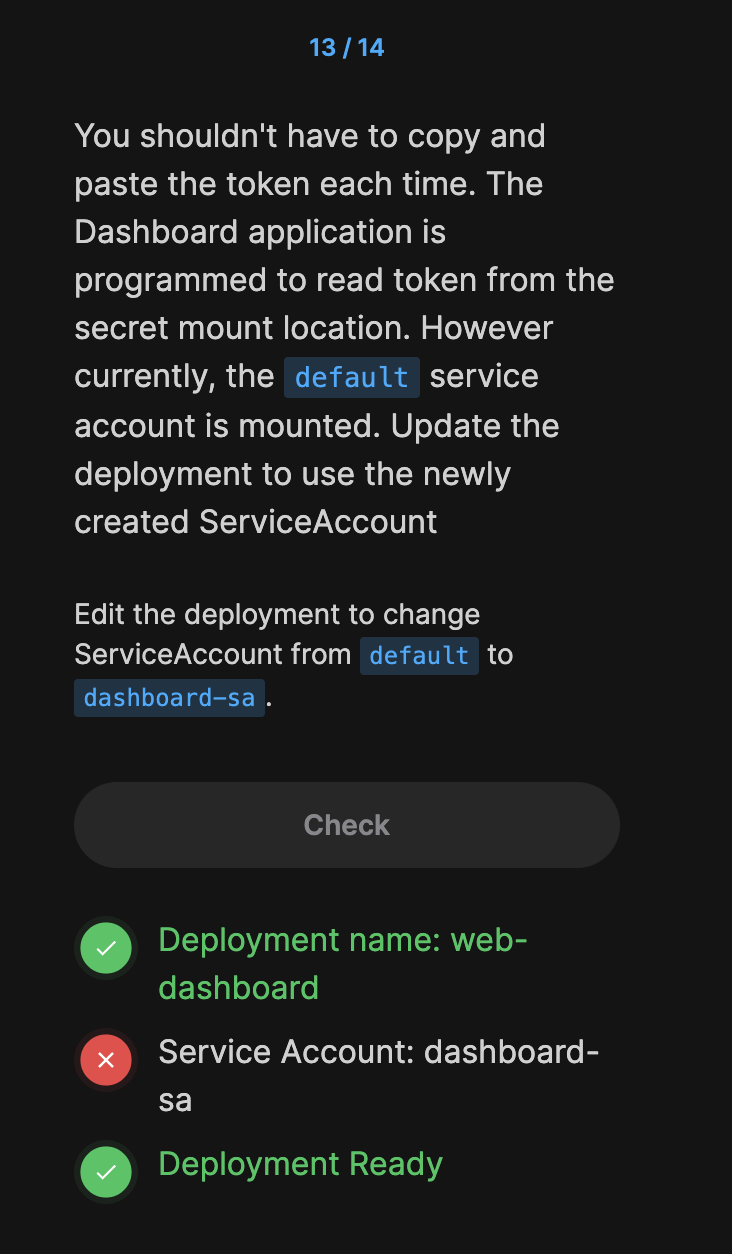 13 / 14
You shouldn't have to copy and
paste the token each time. The
Dashboard application is
programmed to read token from the
secret mount location. However
currently, the default service
account is mounted. Update the
deployment to use the newly
created ServiceAccount
Edit the deployment to change
ServiceAccount from default to
dashboard-sa.
Check
Deployment name: web-
dashboard
Service Account: dashboard-
sa
Deployment Ready